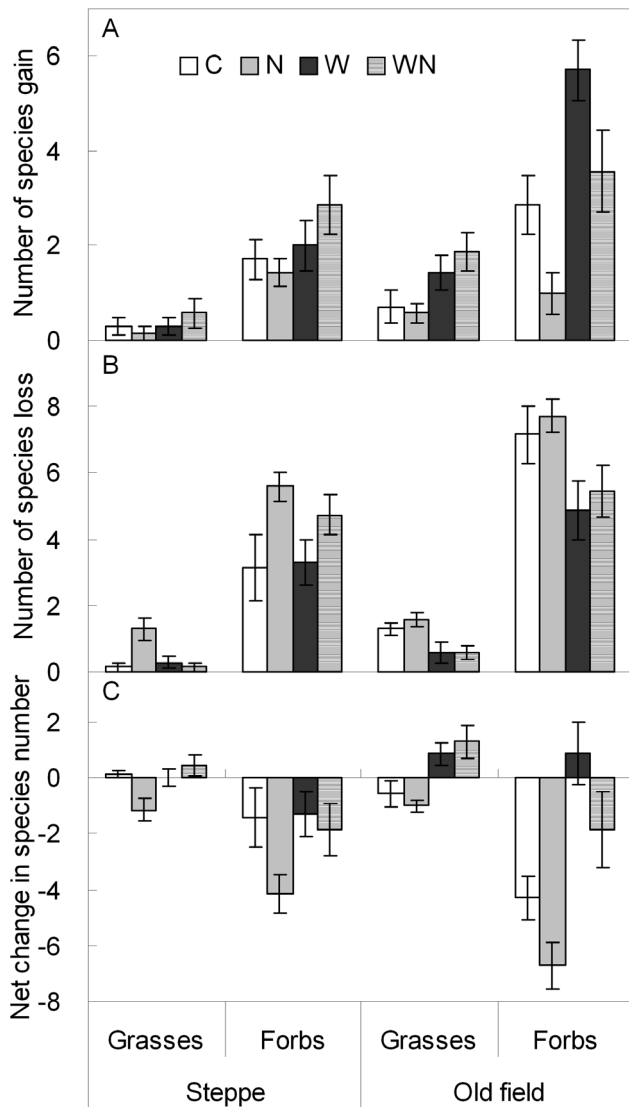 A
C N W WN
Number of species gain
6
4
2
0
B
Number of species loss
8
6
4
2
0
C
Net change in species number
2
0
-2
-4
-6
-8
Grasses Forbs Grasses Forbs
Steppe Old field